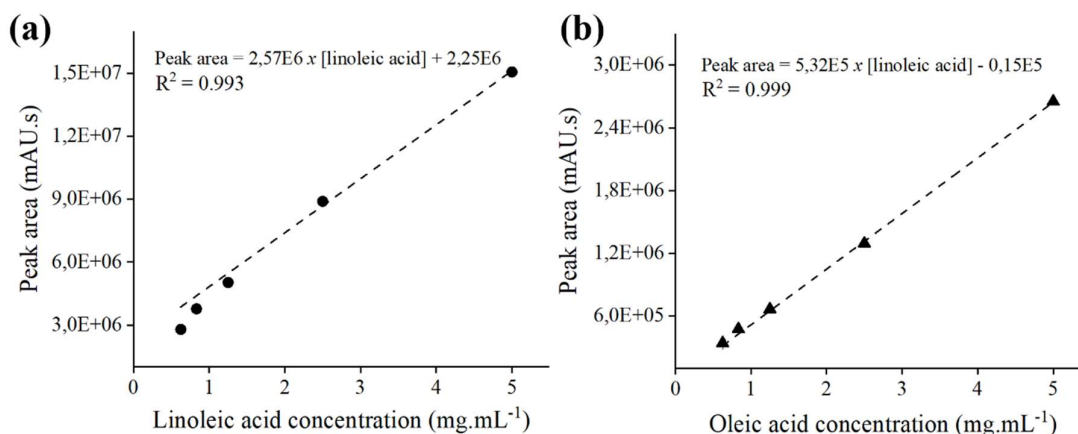 (a)
Peak area = 2,57E6 x [linoleic acid] + 2,25E6
R² = 0.993
1,5E+07
1,2E+07
9,0E+06
6,0E+06
3,0E+06
Peak area (mAU.s)
0 1 2 3 4 5
Linoleic acid concentration (mg.mL⁻¹)
(b)
Peak area = 5,32E5 x [linoleic acid] - 0,15E5
R² = 0.999
3,0E+06
2,4E+06
1,8E+06
1,2E+06
6,0E+05
Peak area (mAU.s)
0 1 2 3 4 5
Oleic acid concentration (mg.mL⁻¹)